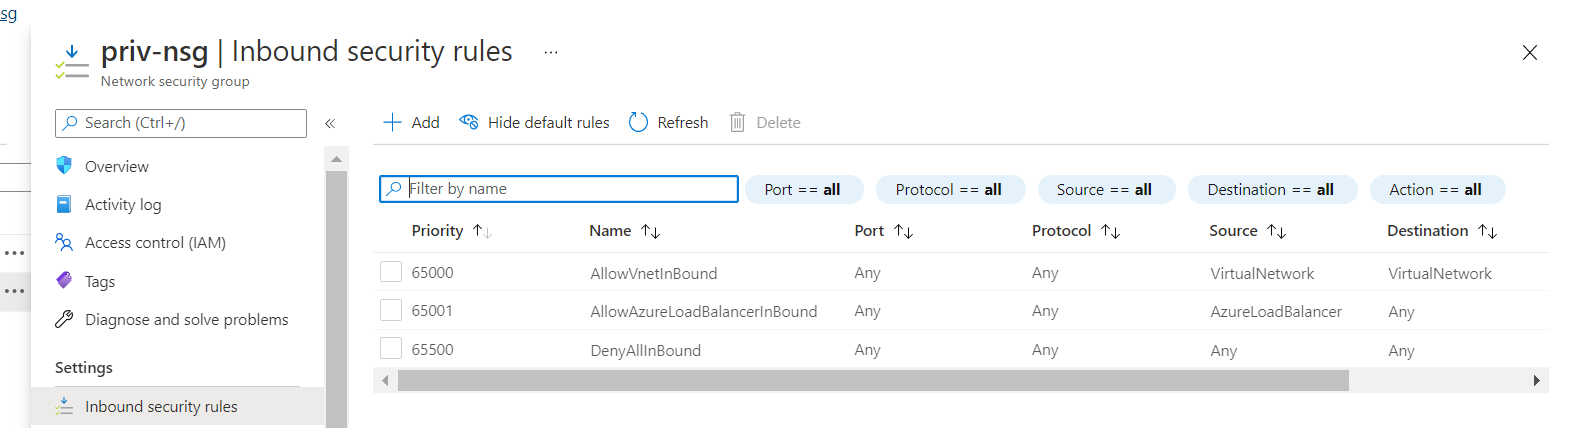 sg
priv-nsg | Inbound security rules ...
Network security group
Search (Ctrl+/)
«
Add
Hide default rules
Refresh
Delete
Overview
Activity log
Access control (IAM)
Tags
Diagnose and solve problems
Settings
Inbound security rules
Filter by name
Port == all
Protocol == all
Source == all
Destination == all
Action == all
Priority Name Port Protocol Source Destination
65000 AllowVnetInBound Any Any VirtualNetwork VirtualNetwork
65001 AllowAzureLoadBalancerInBound Any Any AzureLoadBalancer Any
65500 DenyAllInBound Any Any Any Any